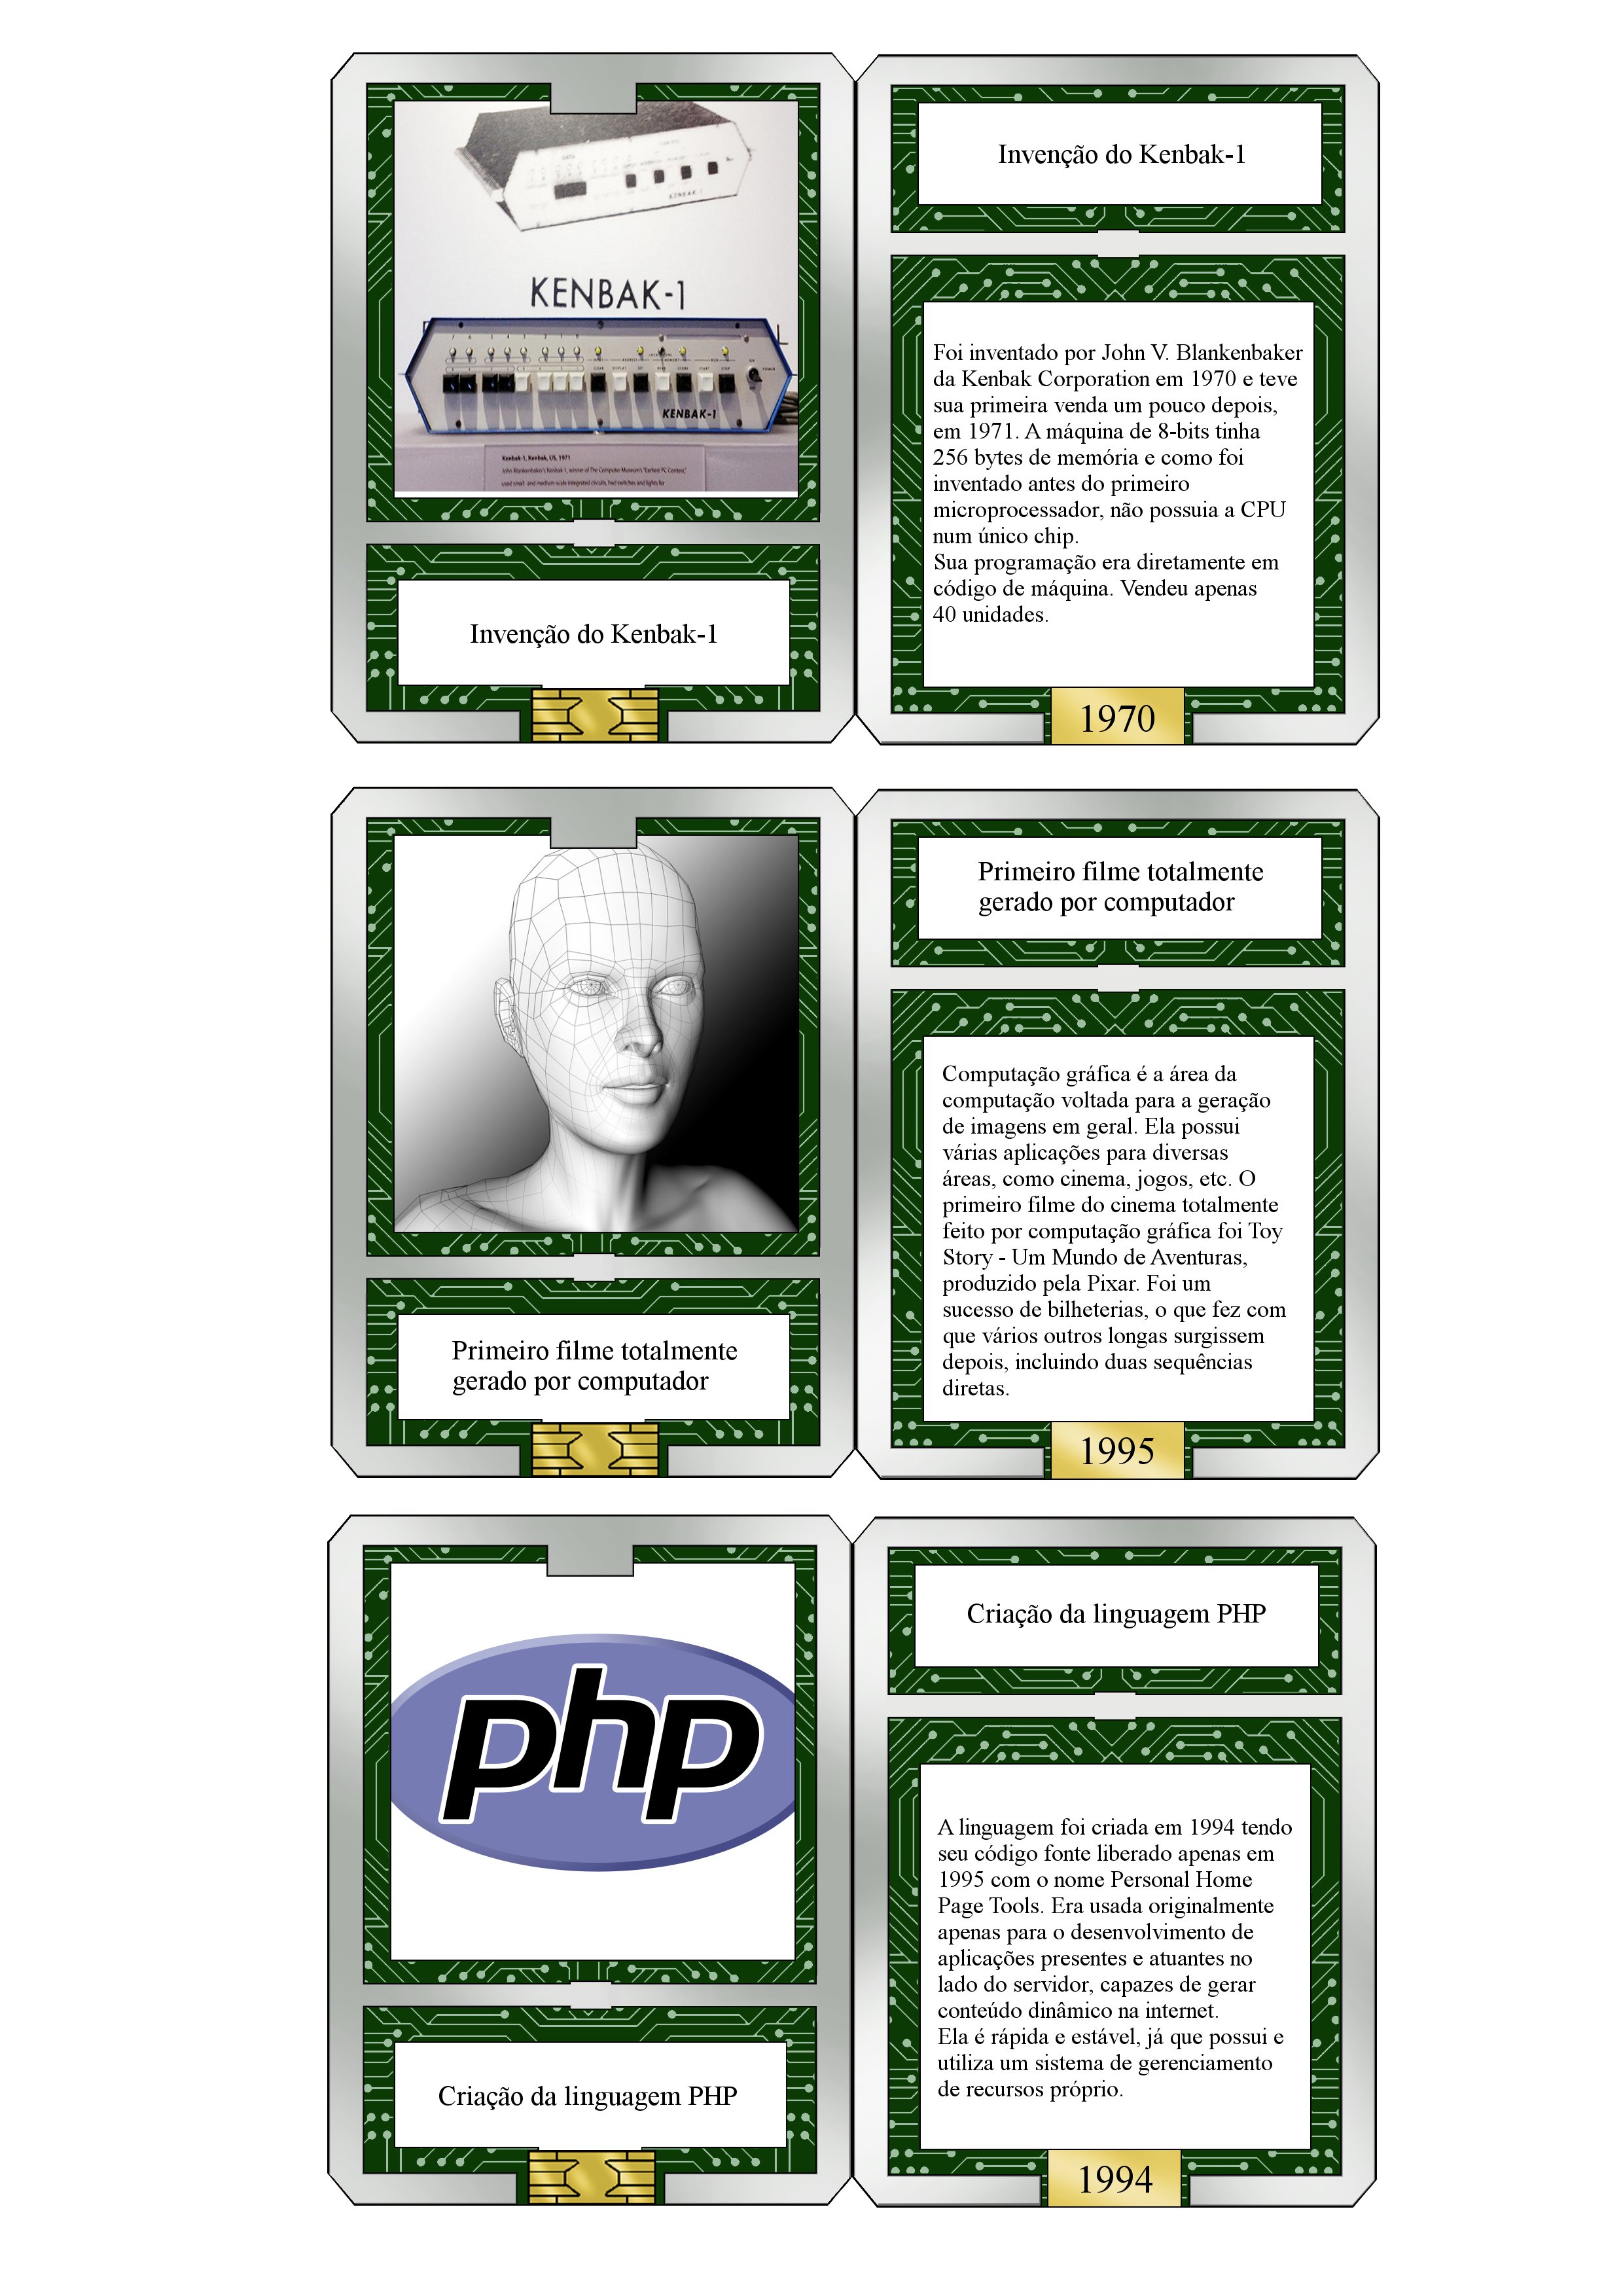 KENBAK-1
KENBAK-1
Kenbak-1, Kenbak, US, 1971
John Blankenbaker's Kenbak-1, winner of The Computer Museum's "Earliest PC Contest,"
used small- and medium-scale integrated circuits, had switches and lights for
Invenção do Kenbak-1
Invenção do Kenbak-1
Foi inventado por John V. Blankenbaker
da Kenbak Corporation em 1970 e teve
sua primeira venda um pouco depois,
em 1971. A máquina de 8-bits tinha
256 bytes de memória e como foi
inventado antes do primeiro
microprocessador, não possuia a CPU
num único chip.
Sua programação era diretamente em
código de máquina. Vendeu apenas
40 unidades.
1970
Primeiro filme totalmente
gerado por computador
Primeiro filme totalmente
gerado por computador
Computação gráfica é a área da
computação voltada para a geração
de imagens em geral. Ela possui
várias aplicações para diversas
áreas, como cinema, jogos, etc. O
primeiro filme do cinema totalmente
feito por computação gráfica foi Toy
Story - Um Mundo de Aventuras,
produzido pela Pixar. Foi um
sucesso de bilheterias, o que fez com
que vários outros longas surgissem
depois, incluindo duas sequências
diretas.
1995
php
Criação da linguagem PHP
Criação da linguagem PHP
A linguagem foi criada em 1994 tendo
seu código fonte liberado apenas em
1995 com o nome Personal Home
Page Tools. Era usada originalmente
apenas para o desenvolvimento de
aplicações presentes e atuantes no
lado do servidor, capazes de gerar
conteúdo dinâmico na internet.
Ela é rápida e estável, já que possui e
utiliza um sistema de gerenciamento
de recursos próprio.
1994